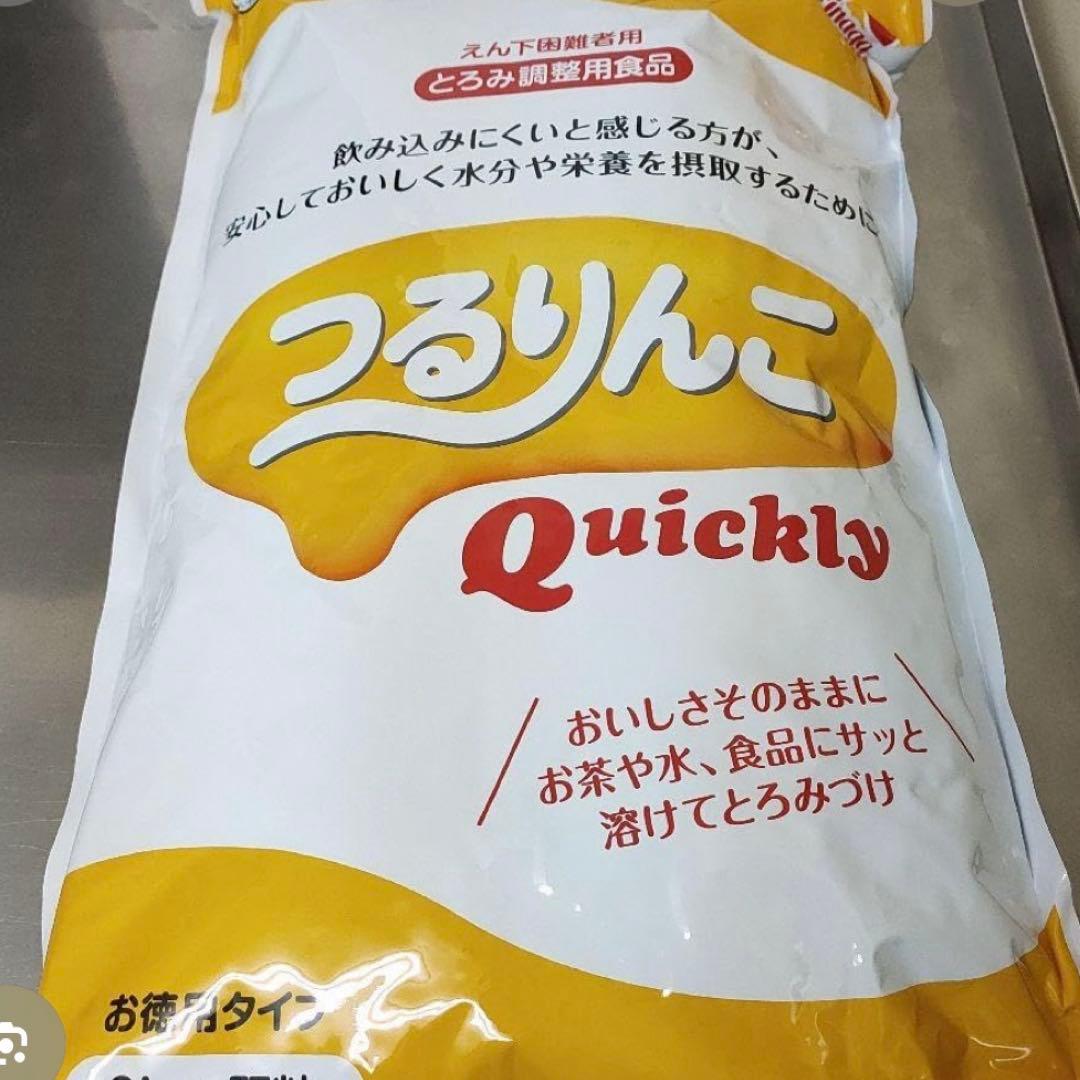 えん下困難者用
とろみ調整用食品
飲み込みにくいと感じる方が、
安心しておいしく水分や栄養を摂取するために
つるりんこ
Quickly
おいしさそのままに
お茶や水、食品にサッと
溶けてとろみづけ
お徳用タイプ